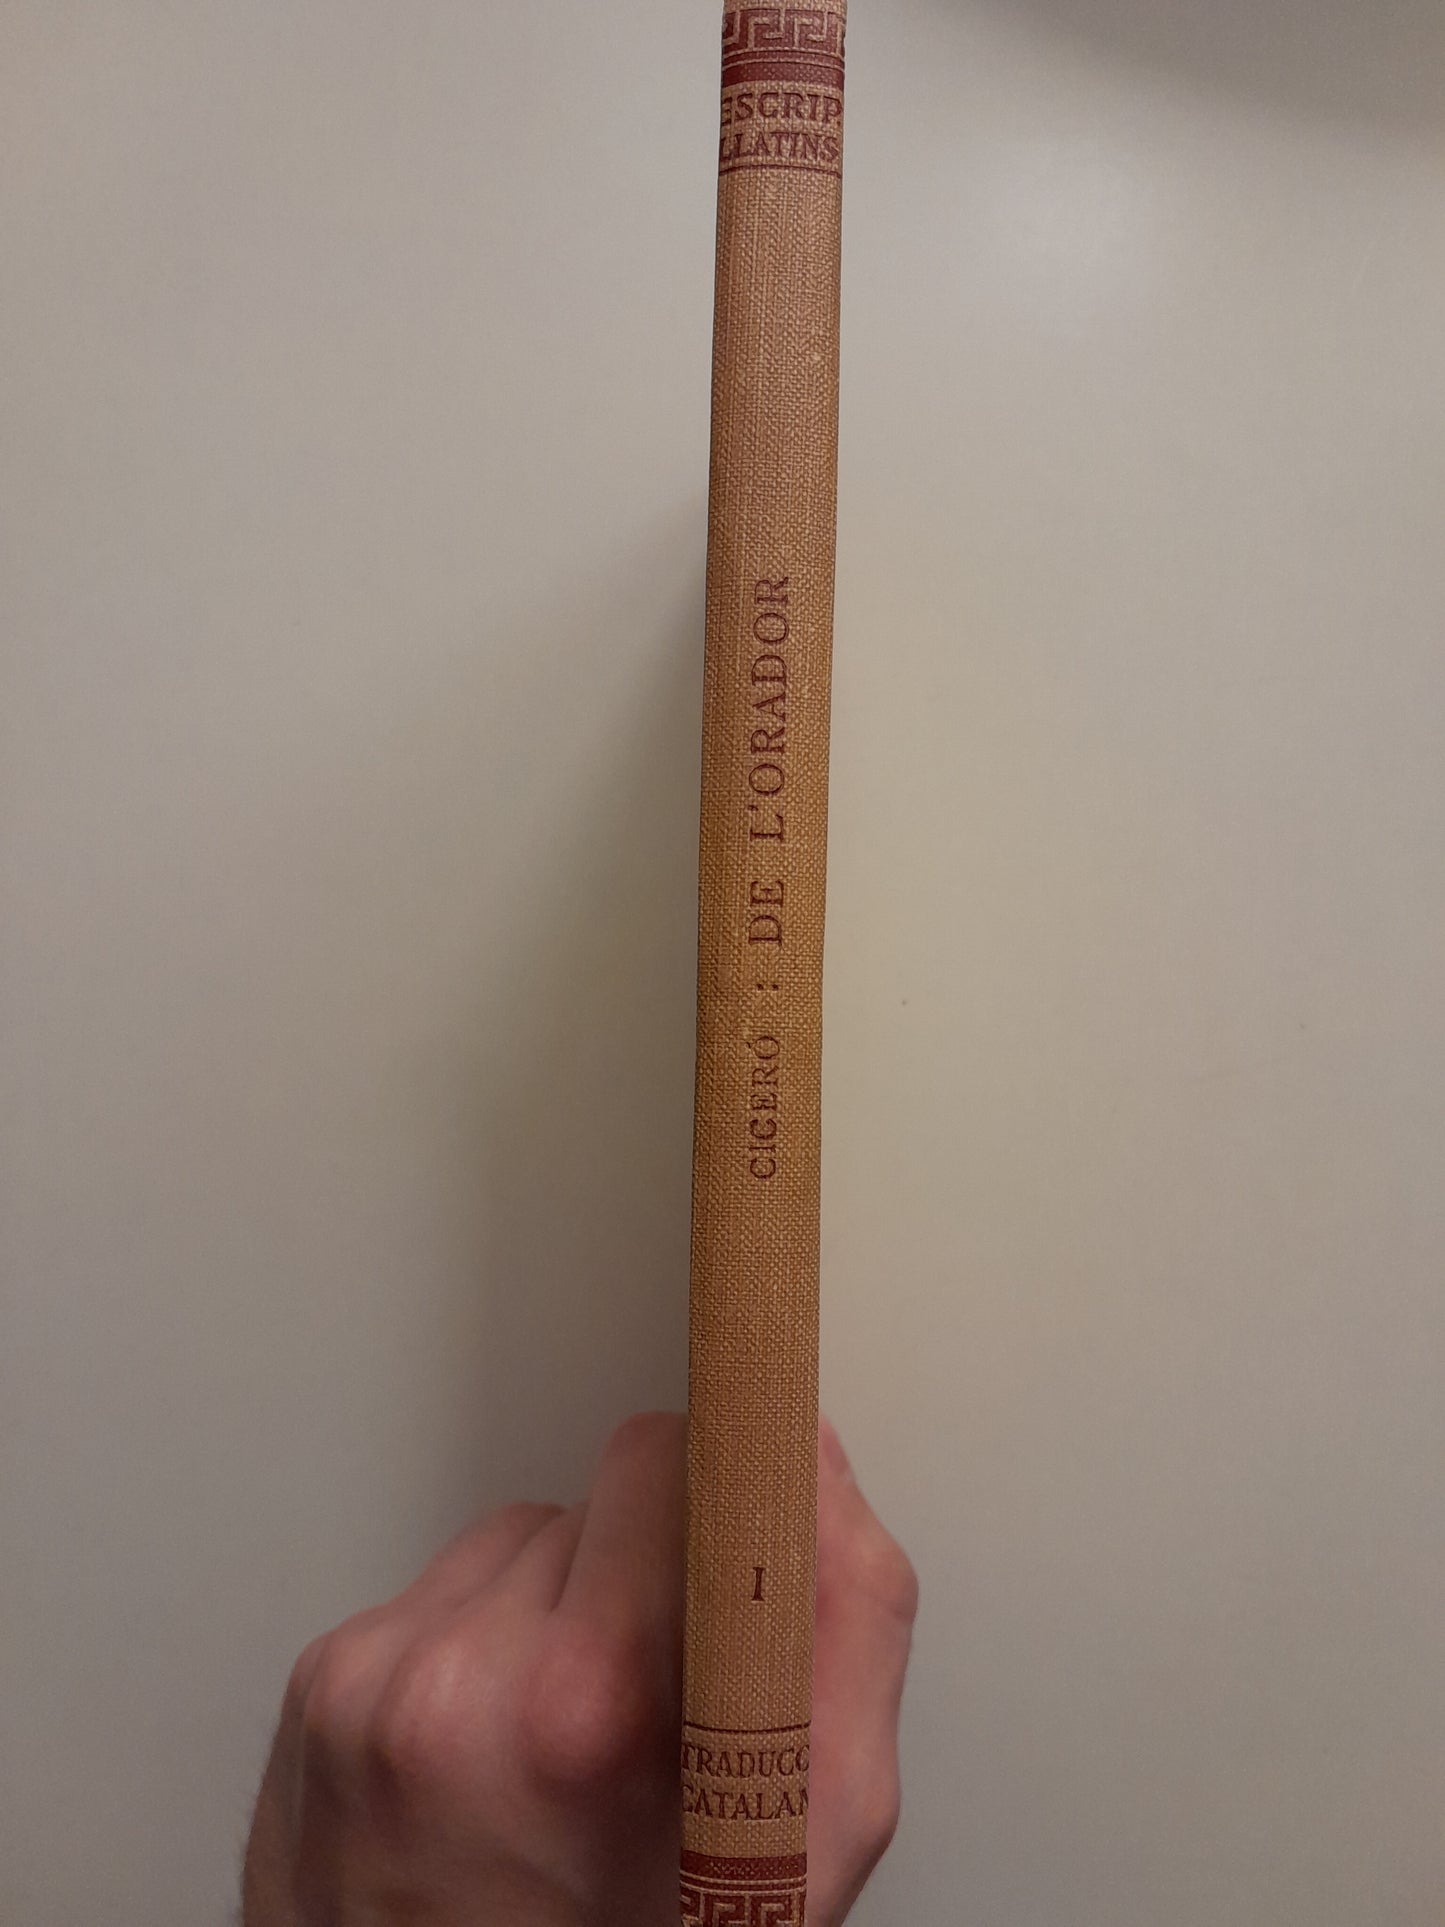 ESCRIP.
LLATINS
CICERÓ : DE L'ORADOR
I
TRADUCC
CATALAN